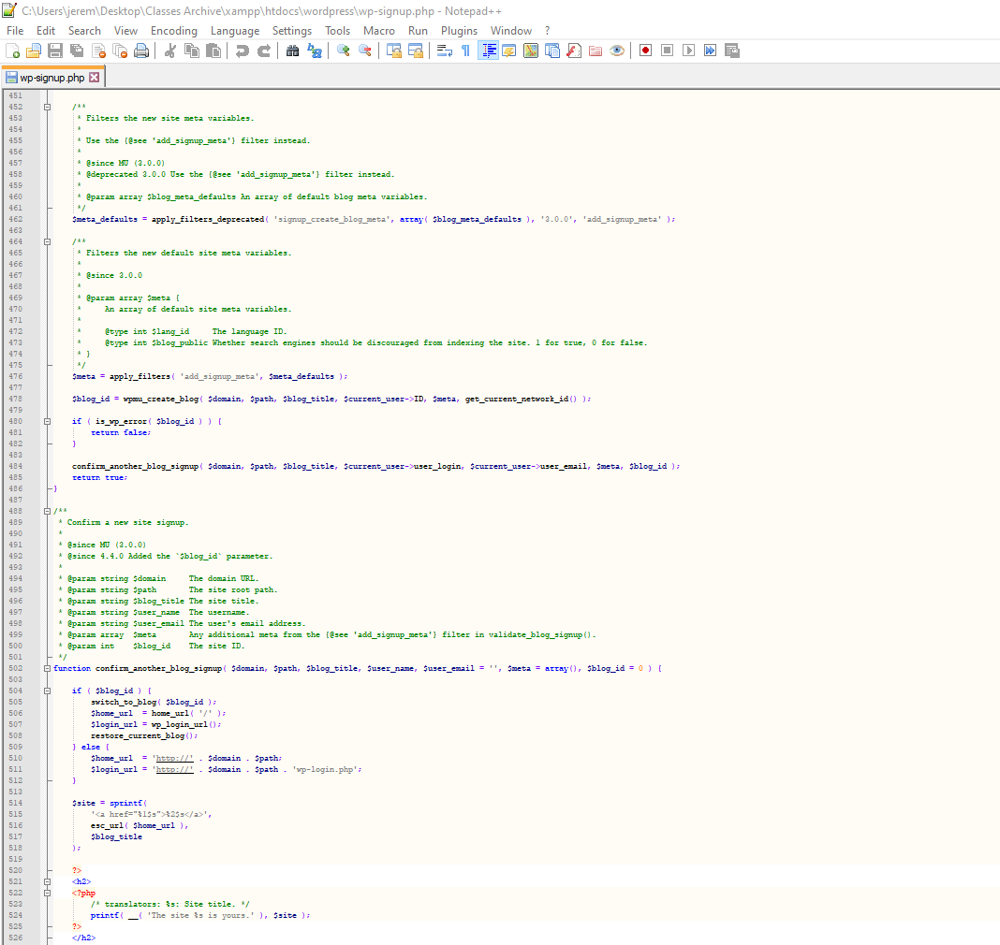 C:\Users\jerem\Desktop\Classes Archive\xampp\htdocs\wordpress\wp-signup.php - Notepad++
File Edit Search View Encoding Language Settings Tools Macro Run Plugins Window ?
wp-signup.php
451
452 /**
453  * Filters the new site meta variables.
454  *
455  * Use the {@see 'add_signup_meta'} filter instead.
456  *
457  * @since MU (3.0.0)
458  * @deprecated 3.0.0 Use the {@see 'add_signup_meta'} filter instead.
459  *
460  * @param array $blog_meta_defaults An array of default blog meta variables.
461  */
462 $meta_defaults = apply_filters_deprecated( 'signup_create_blog_meta', array( $blog_meta_defaults ), '3.0.0', 'add_signup_meta' );
463
464 /**
465  * Filters the new default site meta variables.
466  *
467  * @since 3.0.0
468  *
469  * @param array $meta {
470  *     An array of default site meta variables.
471  *
472  *     @type int $lang_id     The language ID.
473  *     @type int $blog_public Whether search engines should be discouraged from indexing the site. 1 for true, 0 for false.
474  * }
475  */
476 $meta = apply_filters( 'add_signup_meta', $meta_defaults );
477
478 $blog_id = wpmu_create_blog( $domain, $path, $blog_title, $current_user->ID, $meta, get_current_network_id() );
479
480 if ( is_wp_error( $blog_id ) ) {
481     return false;
482 }
483
484 confirm_another_blog_signup( $domain, $path, $blog_title, $current_user->user_login, $current_user->user_email, $meta, $blog_id );
485 return true;
486 }
487
488 /**
489  * Confirm a new site signup.
490  *
491  * @since MU (3.0.0)
492  * @since 4.4.0 Added the `$blog_id` parameter.
493  *
494  * @param string $domain     The domain URL.
495  * @param string $path       The site root path.
496  * @param string $blog_title The site title.
497  * @param string $user_name  The username.
498  * @param string $user_email The user's email address.
499  * @param array  $meta       Any additional meta from the {@see 'add_signup_meta'} filter in validate_blog_signup().
500  * @param int    $blog_id    The site ID.
501  */
502 function confirm_another_blog_signup( $domain, $path, $blog_title, $user_name, $user_email = '', $meta = array(), $blog_id = 0 ) {
503
504     if ( $blog_id ) {
505         switch_to_blog( $blog_id );
506         $home_url  = home_url( '/' );
507         $login_url = wp_login_url();
508         restore_current_blog();
509     } else {
510         $home_url  = 'http://' . $domain . $path;
511         $login_url = 'http://' . $domain . $path . 'wp-login.php';
512     }
513
514     $site = sprintf(
515         '<a href="%1$s">%2$s</a>',
516         esc_url( $home_url ),
517         $blog_title
518     );
519
520     ?>
521     <h2>
522     <?php
523         /* translators: %s: Site title. */
524         printf( __( 'The site %s is yours.' ), $site );
525     ?>
526     </h2>